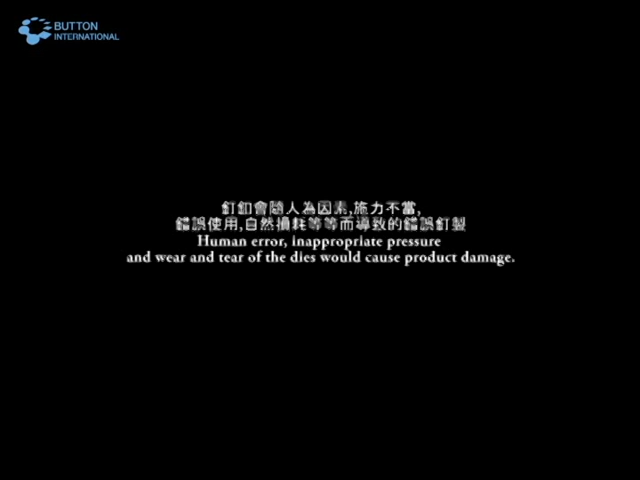 BUTTON
INTERNATIONAL
釘釦會隨人為因素,施力不當,
錯誤使用,自然損耗等等而導致的錯誤釘製
Human error, inappropriate pressure
and wear and tear of the dies would cause product damage.